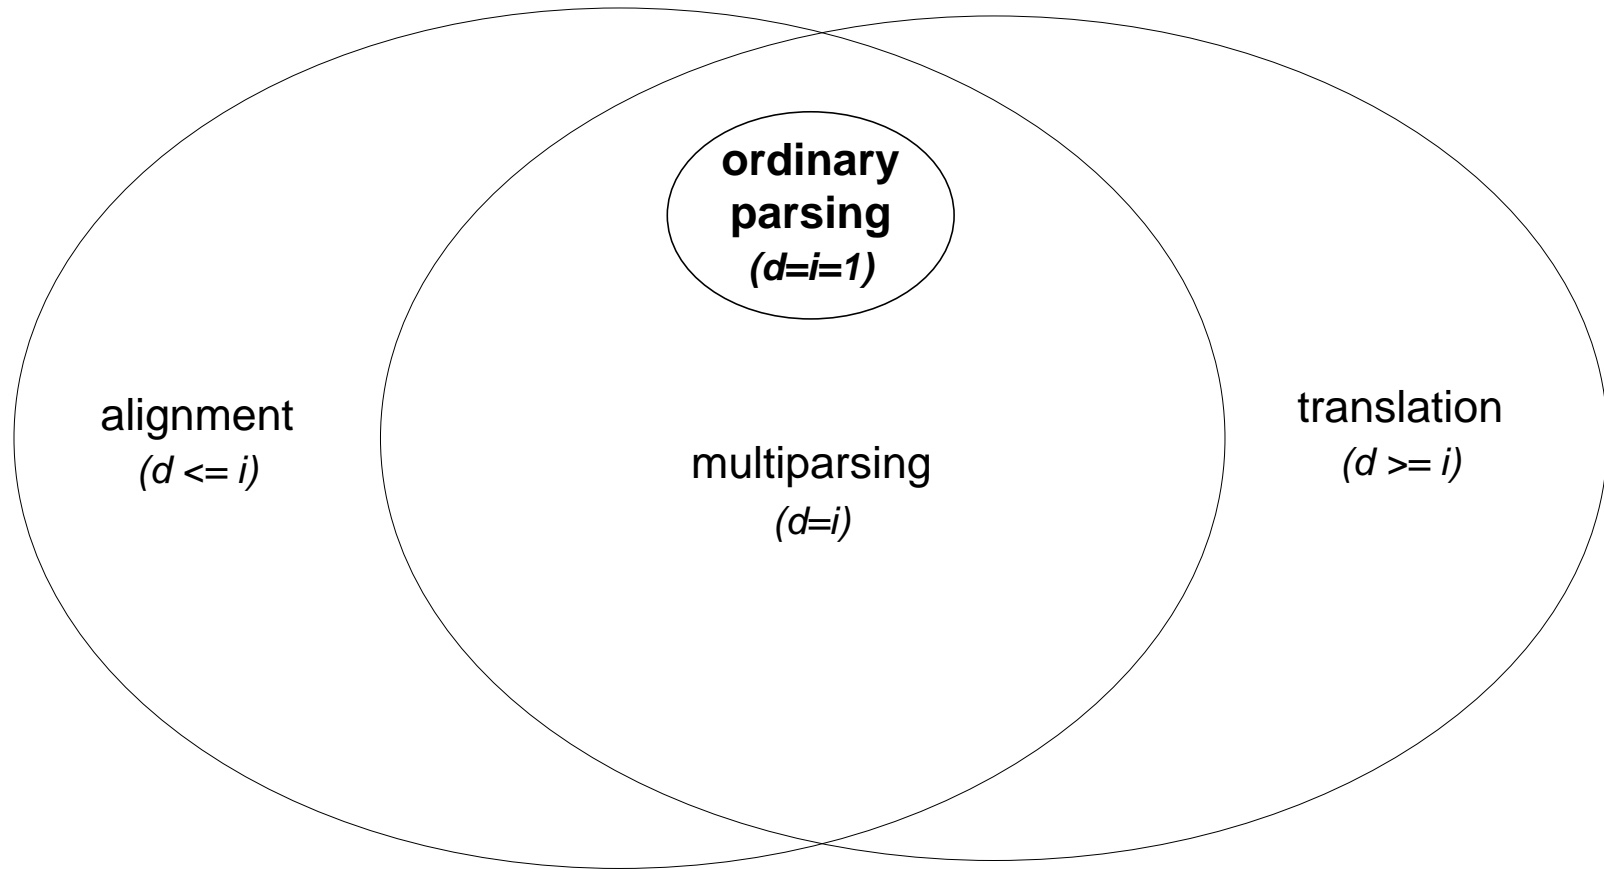 ordinary
parsing
(d=i=1)
alignment
(d <= i)
multiparsing
(d=i)
translation
(d >= i)